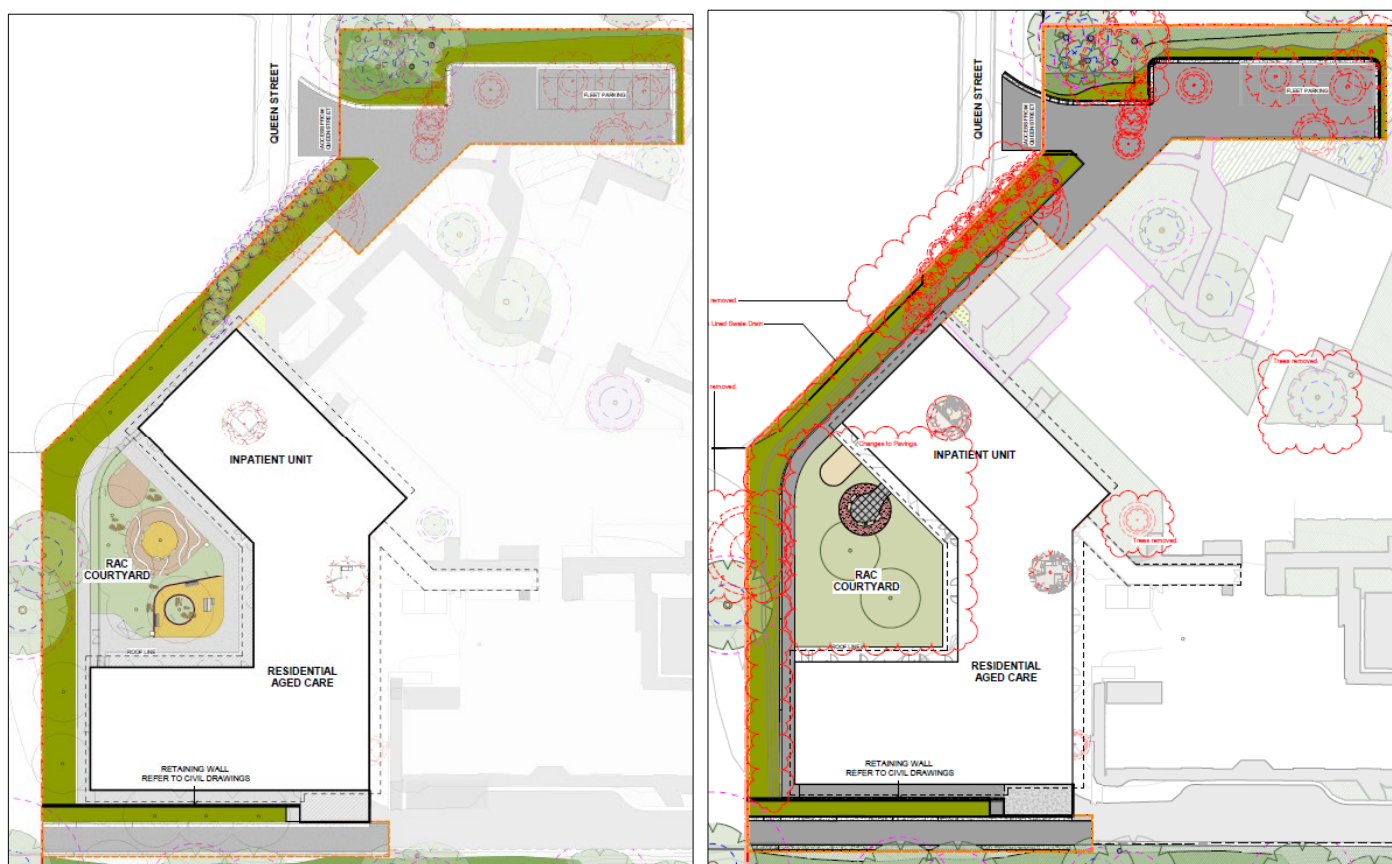 QUEEN STREET
ACCESS FROM
QUEEN STREET
FLEET PARKING
INPATIENT UNIT
RAC
COURTYARD
ROOF LINE
RESIDENTIAL
AGED CARE
RETAINING WALL
REFER TO CIVIL DRAWINGS
QUEEN STREET
ACCESS FROM
QUEEN STREET
FLEET PARKING
removed.
Lined Swale Drain
removed.
Trees removed.
Changes to Pavings.
INPATIENT UNIT
Trees removed.
RAC
COURTYARD
ROOF LINE
RESIDENTIAL
AGED CARE
RETAINING WALL
REFER TO CIVIL DRAWINGS